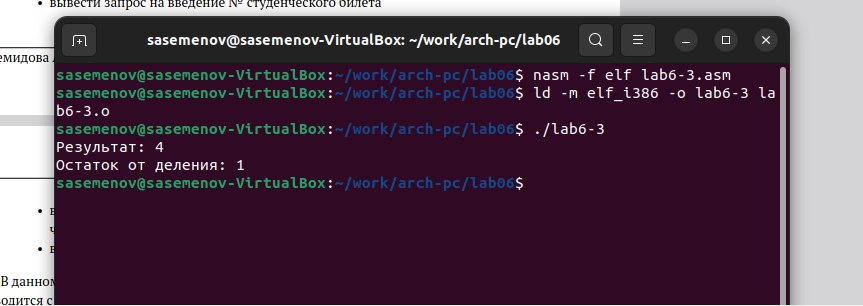 • вывести запрос на введение № студенческого билета
sasemenov@sasemenov-VirtualBox: ~/work/arch-pc/lab06
емидова
sasemenov@sasemenov-VirtualBox:~/work/arch-pc/lab06$ nasm -f elf lab6-3.asm
sasemenov@sasemenov-VirtualBox:~/work/arch-pc/lab06$ ld -m elf_i386 -o lab6-3 la
b6-3.o
sasemenov@sasemenov-VirtualBox:~/work/arch-pc/lab06$ ./lab6-3
Результат: 4
Остаток от деления: 1
sasemenov@sasemenov-VirtualBox:~/work/arch-pc/lab06$
В данном
водится с